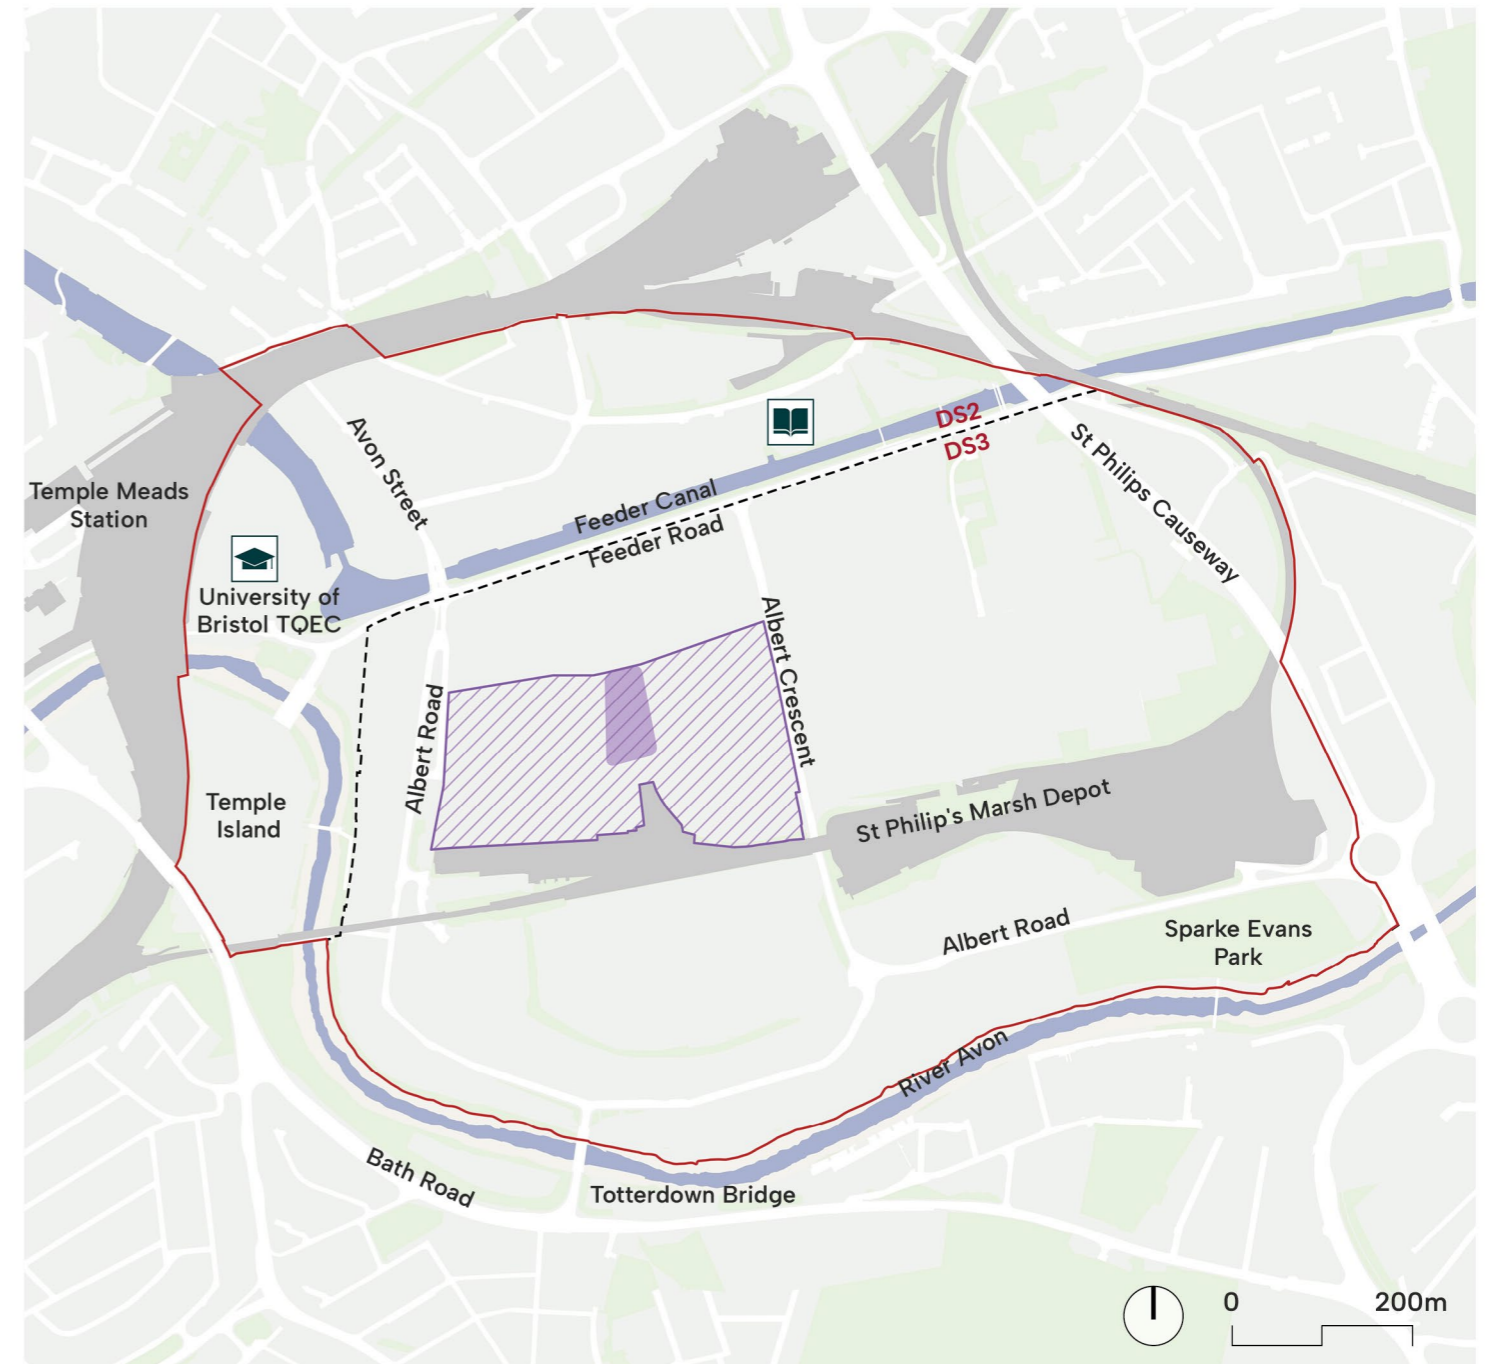 DS2
DS3
St Philips Causeway
Avon Street
Temple Meads
Station
Feeder Canal
Feeder Road
University of
Bristol TQEC
Albert Crescent
Albert Road
Temple
Island
St Philip's Marsh Depot
Albert Road
Sparke Evans
Park
River Avon
Bath Road
Totterdown Bridge
0 200m